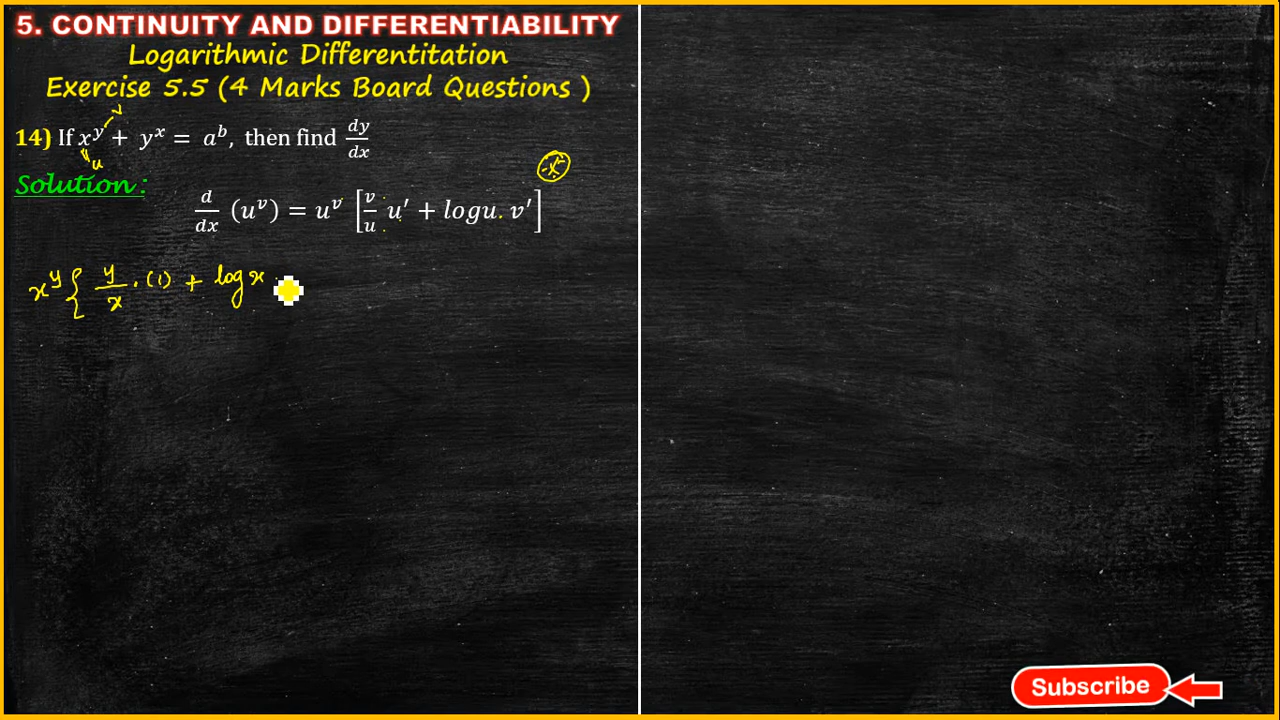 5. CONTINUITY AND DIFFERENTIABILITY
Logarithmic Differentitation
Exercise 5.5 (4 Marks Board Questions )
14) If x^y + y^x = a^b, then find dy/dx
v
u
Solution :
d/dx (u^v) = u^v [v/u u′ + logu. v′]
x^y { y/x . (1) + log x .
Subscribe